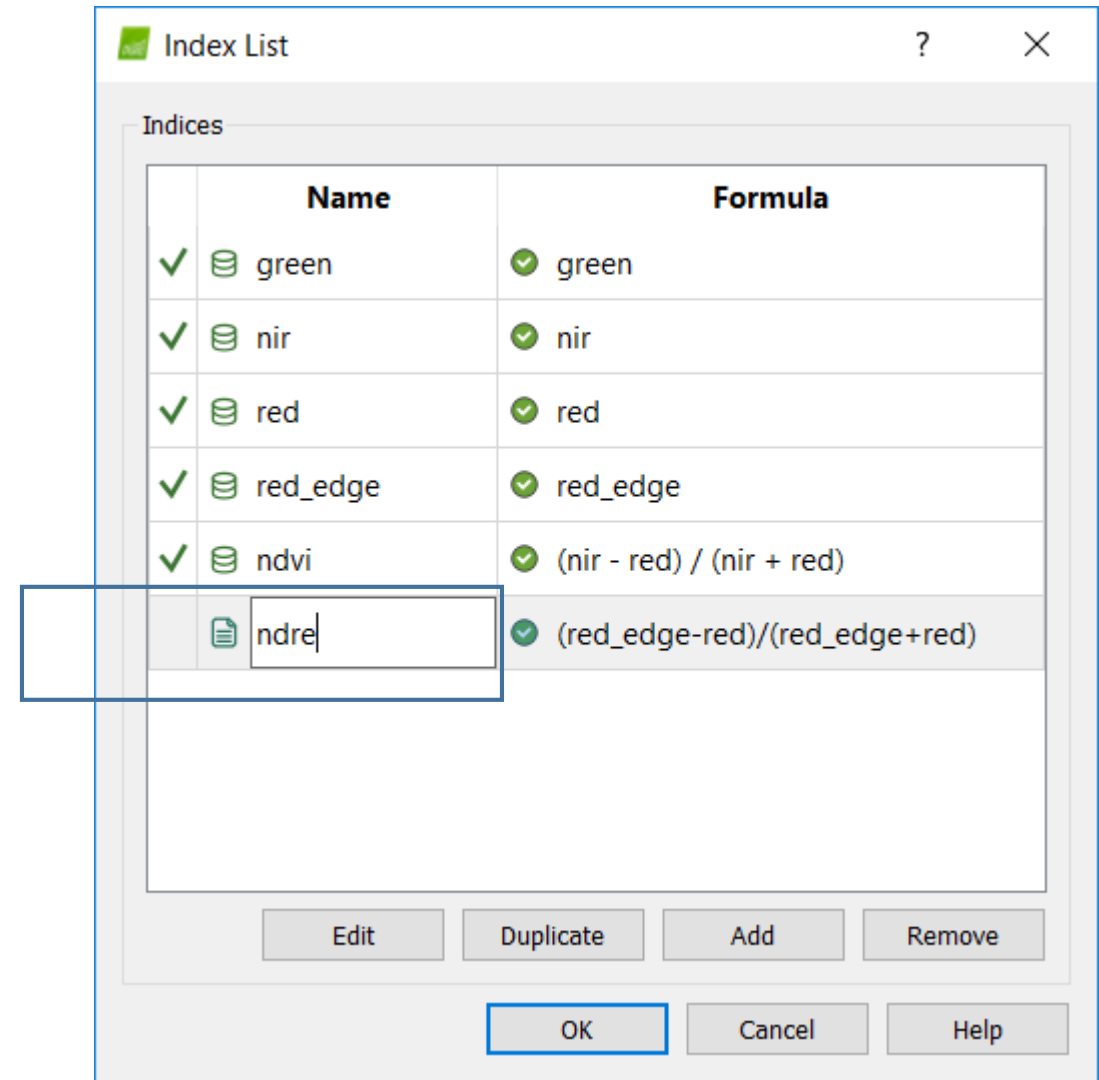 Index List ?
Indices
Name Formula
green green
nir nir
red red
red_edge red_edge
ndvi (nir - red) / (nir + red)
ndre (red_edge-red)/(red_edge+red)
Edit Duplicate Add Remove
OK Cancel Help